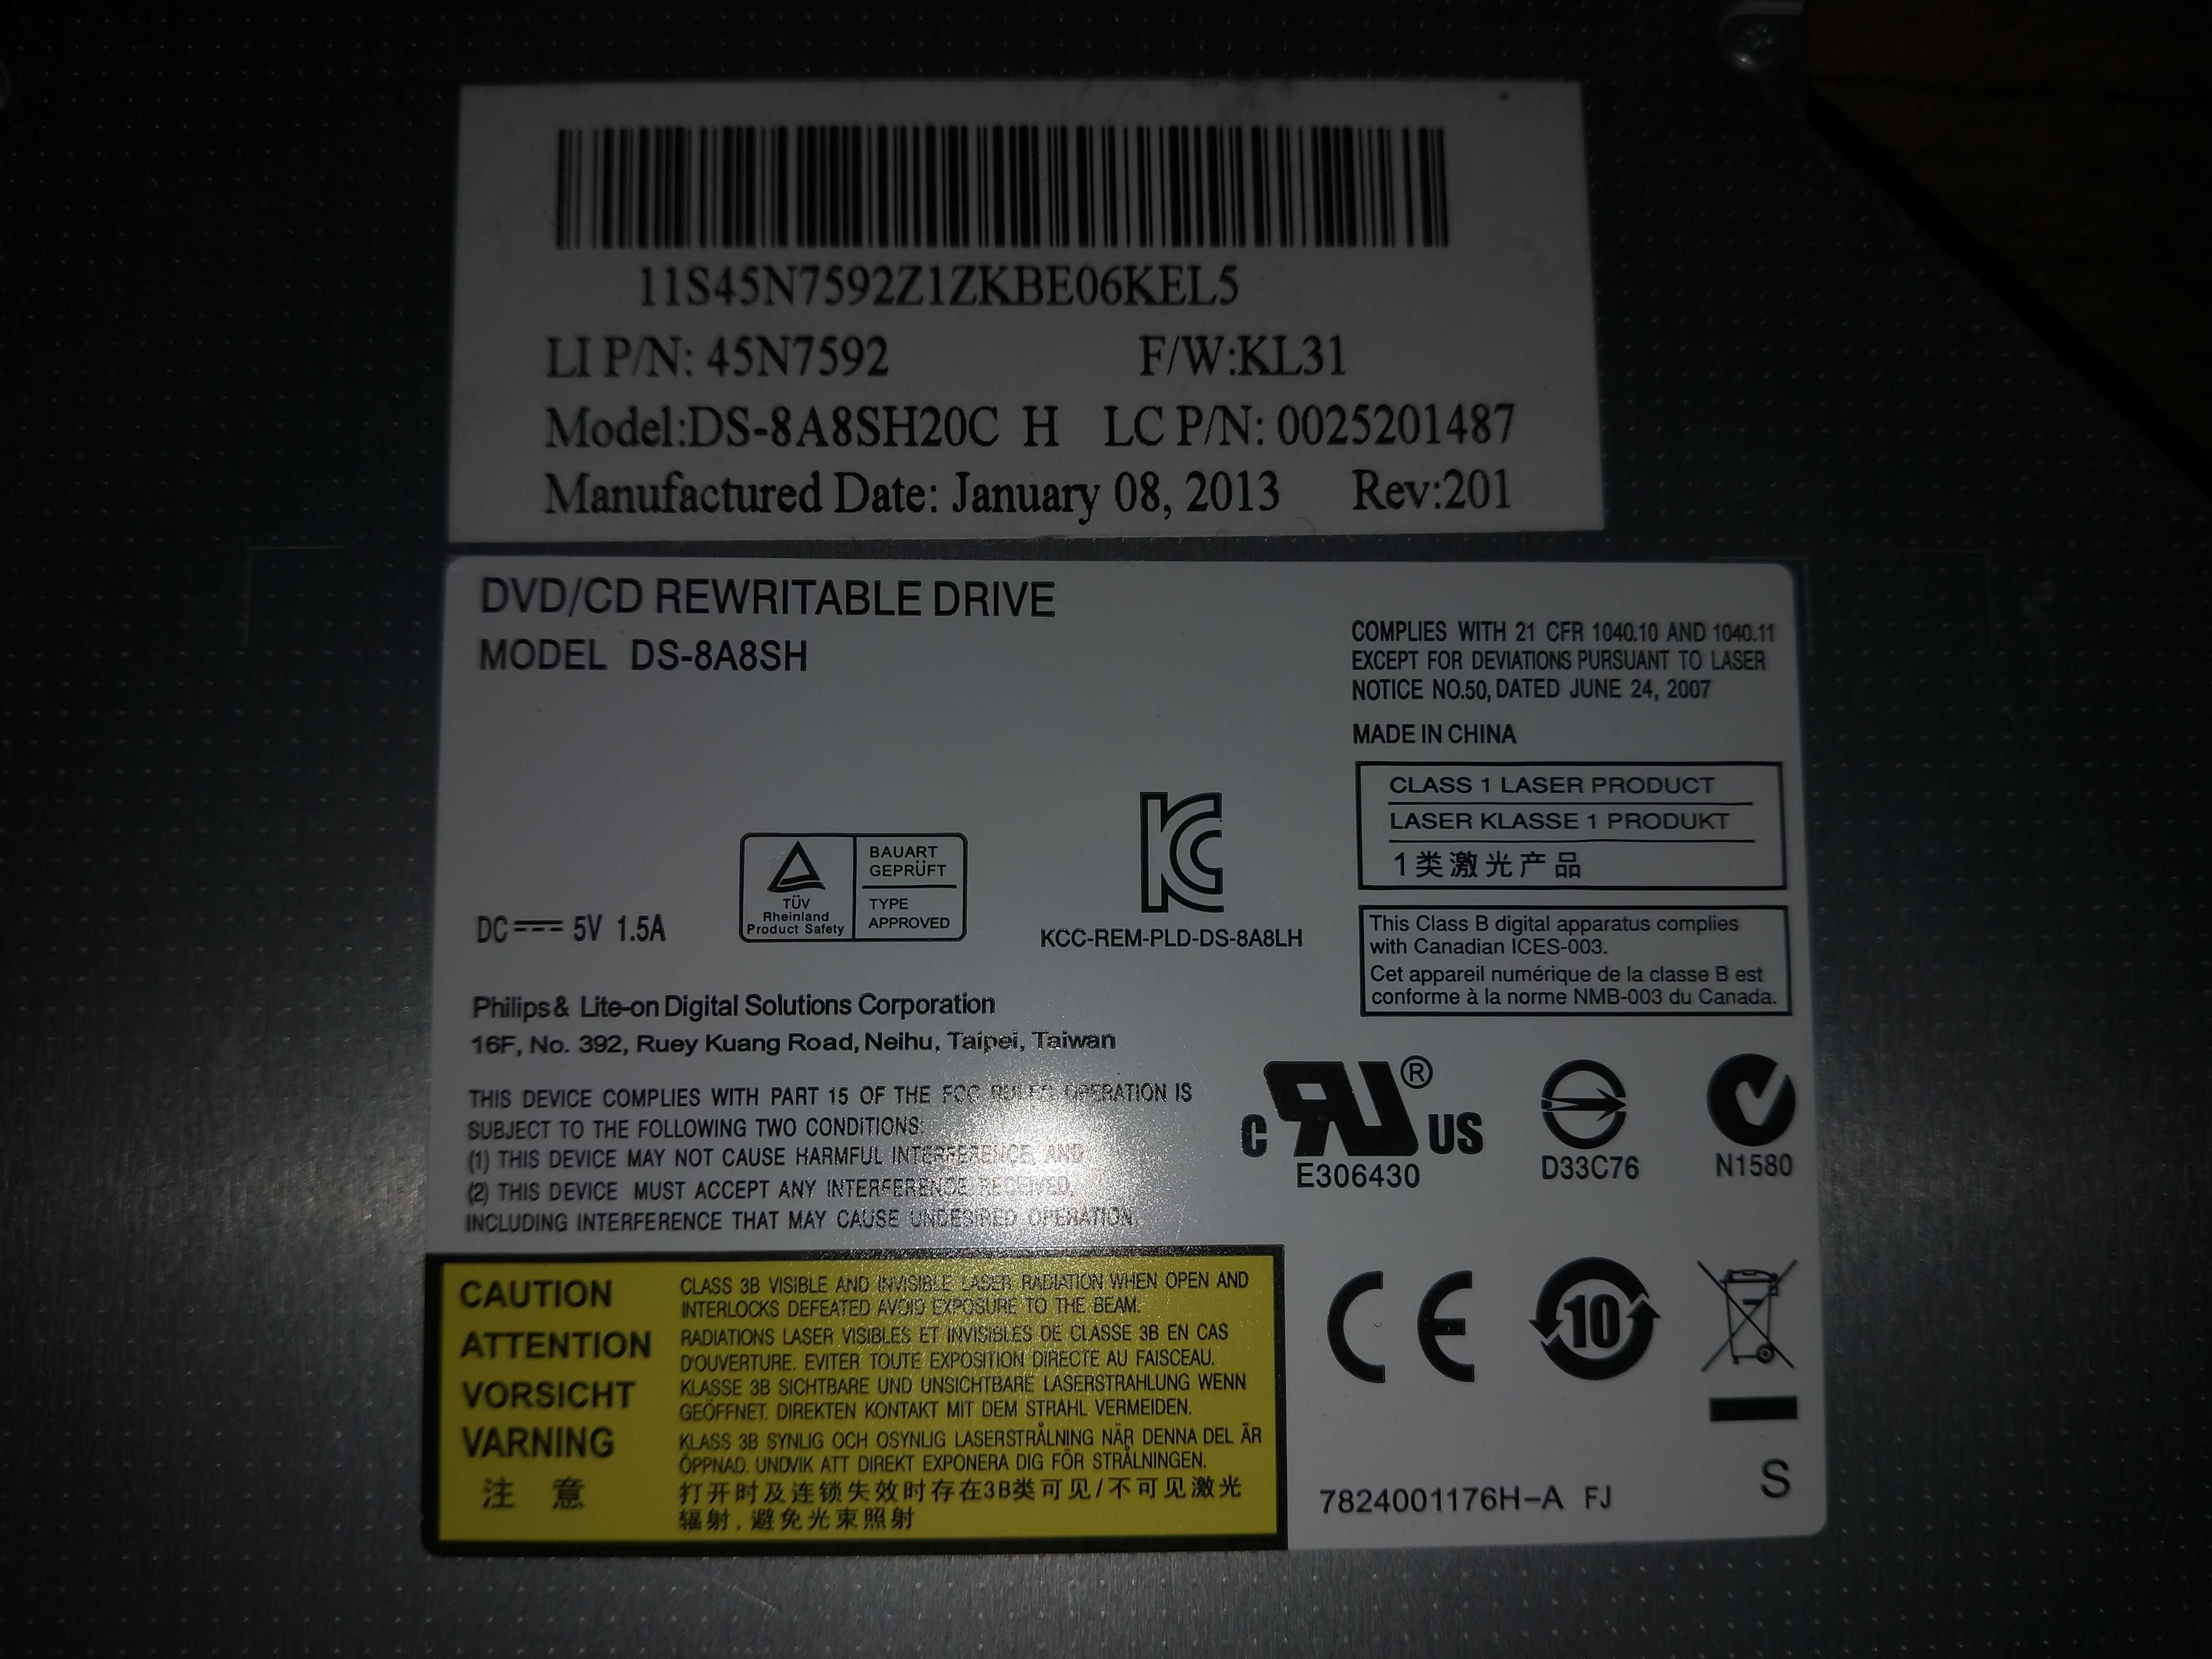 11S45N7592Z1ZKBE06KEL5
LI P/N: 45N7592 F/W:KL31
Model:DS-8A8SH20C H LC P/N: 0025201487
Manufactured Date: January 08, 2013 Rev:201
DVD/CD REWRITABLE DRIVE
MODEL DS-8A8SH
COMPLIES WITH 21 CFR 1040.10 AND 1040.11
EXCEPT FOR DEVIATIONS PURSUANT TO LASER
NOTICE NO.50, DATED JUNE 24, 2007
MADE IN CHINA
CLASS 1 LASER PRODUCT
LASER KLASSE 1 PRODUKT
1类激光产品
DC 5V 1.5A
TÜV
Rheinland
Product Safety
BAUART
GEPRÜFT
TYPE
APPROVED
KC
KCC-REM-PLD-DS-8A8LH
This Class B digital apparatus complies
with Canadian ICES-003.
Cet appareil numérique de la classe B est
conforme à la norme NMB-003 du Canada.
Philips & Lite-on Digital Solutions Corporation
16F, No. 392, Ruey Kuang Road, Neihu, Taipei, Taiwan
THIS DEVICE COMPLIES WITH PART 15 OF THE FCC RULES. OPERATION IS
SUBJECT TO THE FOLLOWING TWO CONDITIONS:
(1) THIS DEVICE MAY NOT CAUSE HARMFUL INTERFERENCE, AND
(2) THIS DEVICE MUST ACCEPT ANY INTERFERENCE RECEIVED,
INCLUDING INTERFERENCE THAT MAY CAUSE UNDESIRED OPERATION.
c RU ® US
E306430
D33C76
N1580
CAUTION CLASS 3B VISIBLE AND INVISIBLE LASER RADIATION WHEN OPEN AND
INTERLOCKS DEFEATED AVOID EXPOSURE TO THE BEAM.
ATTENTION RADIATIONS LASER VISIBLES ET INVISIBLES DE CLASSE 3B EN CAS
D'OUVERTURE. EVITER TOUTE EXPOSITION DIRECTE AU FAISCEAU.
VORSICHT KLASSE 3B SICHTBARE UND UNSICHTBARE LASERSTRAHLUNG WENN
GEÖFFNET. DIREKTEN KONTAKT MIT DEM STRAHL VERMEIDEN.
VARNING KLASS 3B SYNLIG OCH OSYNLIG LASERSTRÅLNING NÄR DENNA DEL ÄR
ÖPPNAD. UNDVIK ATT DIREKT EXPONERA DIG FÖR STRÅLNINGEN.
注 意 打开时及连锁失效时存在3B类可见/不可见激光
辐射, 避免光束照射
CE
10
7824001176H-A FJ
S